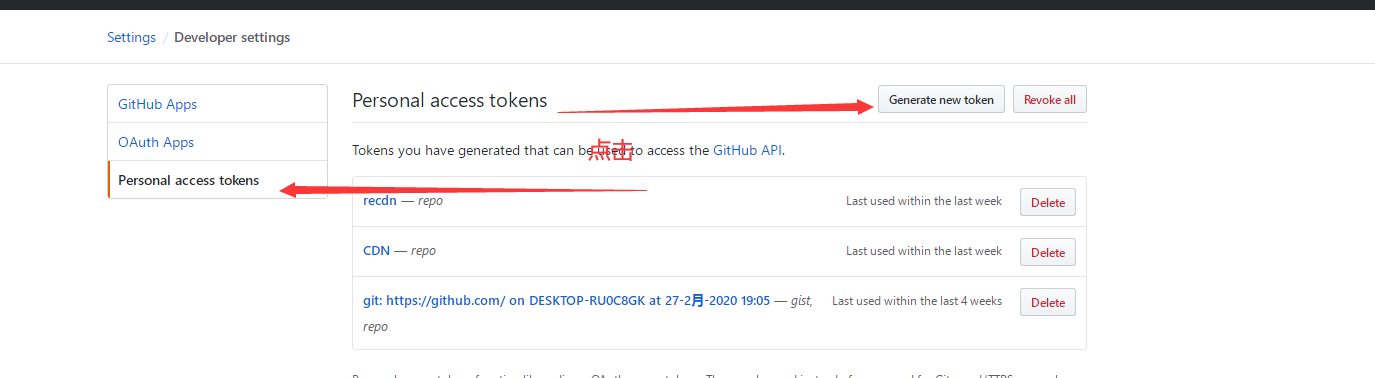 Settings / Developer settings
GitHub Apps
OAuth Apps
Personal access tokens
Personal access tokens
Generate new token
Revoke all
点击
Tokens you have generated that can be used to access the GitHub API.
recdn — repo
Last used within the last week
Delete
CDN — repo
Last used within the last week
Delete
git: https://github.com/ on DESKTOP-RU0C8GK at 27-2月-2020 19:05 — gist,
repo
Last used within the last 4 weeks
Delete